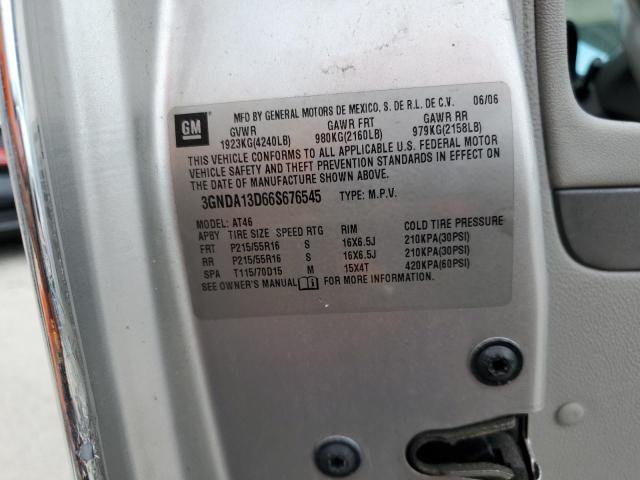 GM
MFD BY GENERAL MOTORS DE MEXICO, S. DE R.L. DE C.V. 06/06
GVWR GAWR FRT GAWR RR
1923KG(4240LB) 980KG(2160LB) 979KG(2158LB)
THIS VEHICLE CONFORMS TO ALL APPLICABLE U.S. FEDERAL MOTOR
VEHICLE SAFETY AND THEFT PREVENTION STANDARDS IN EFFECT ON
THE DATE OF MANUFACTURE SHOWN ABOVE.
3GNDA13D66S676545 TYPE: M.P.V.
MODEL: AT46
APBY TIRE SIZE SPEED RTG RIM COLD TIRE PRESSURE
FRT P215/55R16 S 16X6.5J 210KPA(30PSI)
RR P215/55R16 S 16X6.5J 210KPA(30PSI)
SPA T115/70D15 M 15X4T 420KPA(60PSI)
SEE OWNER'S MANUAL FOR MORE INFORMATION.